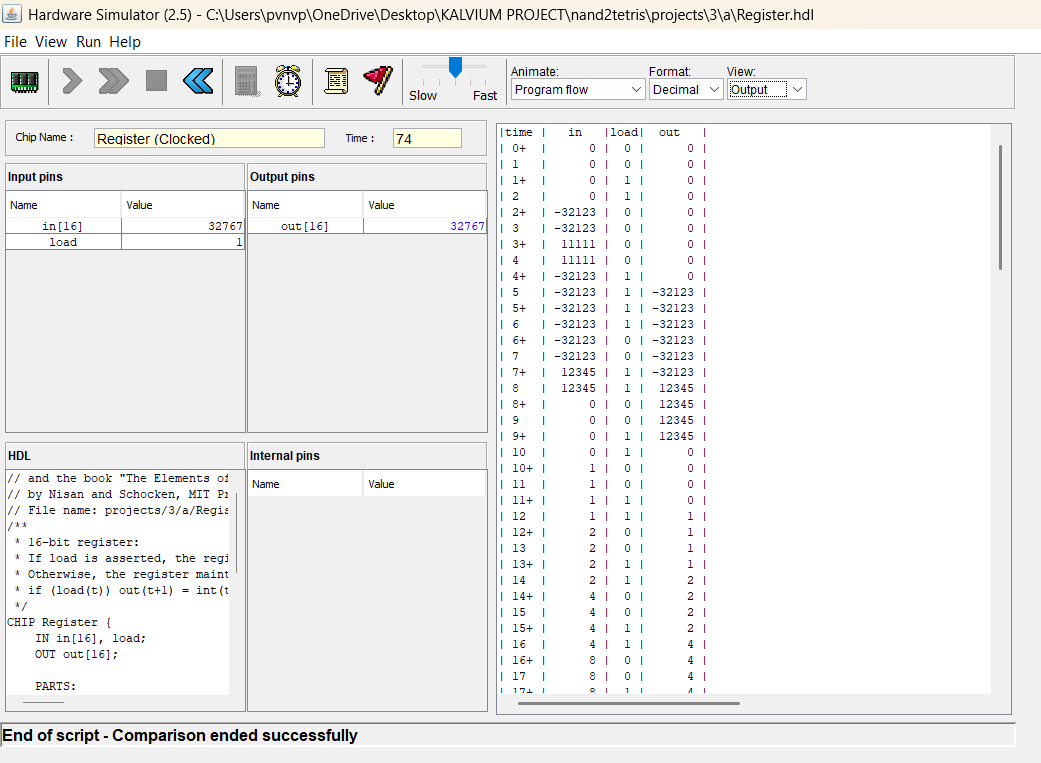 Hardware Simulator (2.5) - C:\Users\pvnvp\OneDrive\Desktop\KALVIUM PROJECT\nand2tetris\projects\3\a\Register.hdl
File View Run Help
Slow Fast
Animate: Format: View:
Program flow Decimal Output
Chip Name : Register (Clocked) Time : 74
Input pins
Name Value
in[16] 32767
load 1
Output pins
Name Value
out[16] 32767
HDL
// and the book "The Elements of
// by Nisan and Schocken, MIT Pr
// File name: projects/3/a/Regis
/**
* 16-bit register:
* If load is asserted, the regi
* Otherwise, the register maint
* if (load(t)) out(t+1) = int(t
*/
CHIP Register {
IN in[16], load;
OUT out[16];
PARTS:
Internal pins
Name Value
|time | in |load| out |
| 0+ | 0 | 0 | 0 |
| 1 | 0 | 0 | 0 |
| 1+ | 0 | 1 | 0 |
| 2 | 0 | 1 | 0 |
| 2+ | -32123 | 0 | 0 |
| 3 | -32123 | 0 | 0 |
| 3+ | 11111 | 0 | 0 |
| 4 | 11111 | 0 | 0 |
| 4+ | -32123 | 1 | 0 |
| 5 | -32123 | 1 | -32123 |
| 5+ | -32123 | 1 | -32123 |
| 6 | -32123 | 1 | -32123 |
| 6+ | -32123 | 0 | -32123 |
| 7 | -32123 | 0 | -32123 |
| 7+ | 12345 | 1 | -32123 |
| 8 | 12345 | 1 | 12345 |
| 8+ | 0 | 0 | 12345 |
| 9 | 0 | 0 | 12345 |
| 9+ | 0 | 1 | 12345 |
| 10 | 0 | 1 | 0 |
| 10+ | 1 | 0 | 0 |
| 11 | 1 | 0 | 0 |
| 11+ | 1 | 1 | 0 |
| 12 | 1 | 1 | 1 |
| 12+ | 2 | 0 | 1 |
| 13 | 2 | 0 | 1 |
| 13+ | 2 | 1 | 1 |
| 14 | 2 | 1 | 2 |
| 14+ | 4 | 0 | 2 |
| 15 | 4 | 0 | 2 |
| 15+ | 4 | 1 | 2 |
| 16 | 4 | 1 | 4 |
| 16+ | 8 | 0 | 4 |
| 17 | 8 | 0 | 4 |
| 17+ | 8 | 1 | 4 |
End of script - Comparison ended successfully